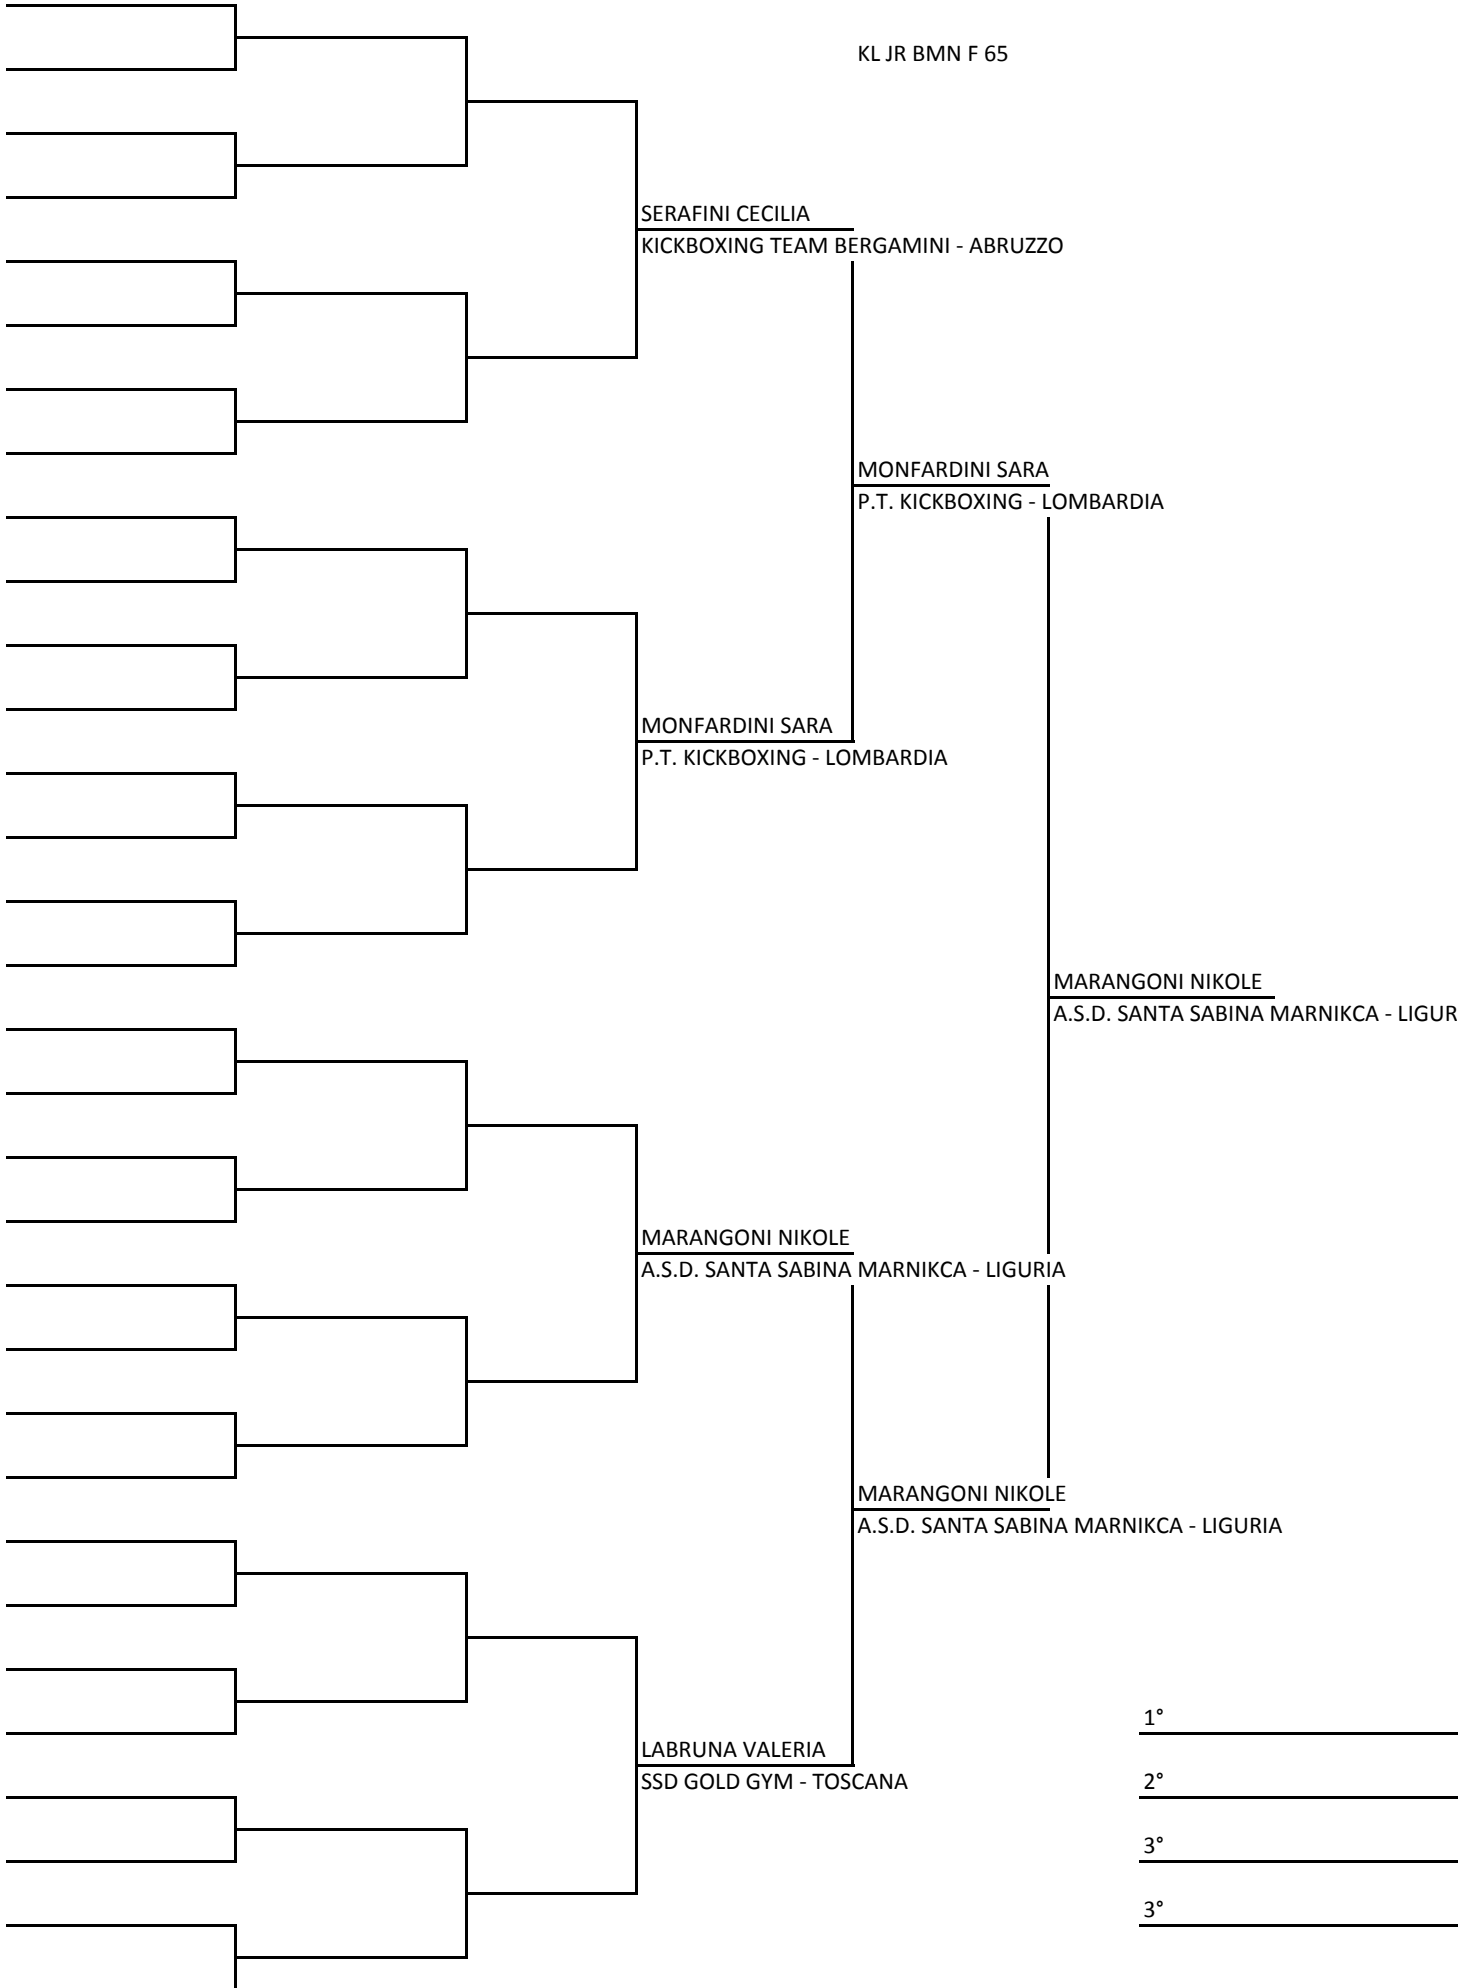 KL JR BMN F 65
SERAFINI CECILIA
KICKBOXING TEAM BERGAMINI - ABRUZZO
MONFARDINI SARA
P.T. KICKBOXING - LOMBARDIA
MONFARDINI SARA
P.T. KICKBOXING - LOMBARDIA
MARANGONI NIKOLE
A.S.D. SANTA SABINA MARNIKCA - LIGUR
MARANGONI NIKOLE
A.S.D. SANTA SABINA MARNIKCA - LIGURIA
MARANGONI NIKOLE
A.S.D. SANTA SABINA MARNIKCA - LIGURIA
1°
LABRUNA VALERIA
SSD GOLD GYM - TOSCANA
2°
3°
3°